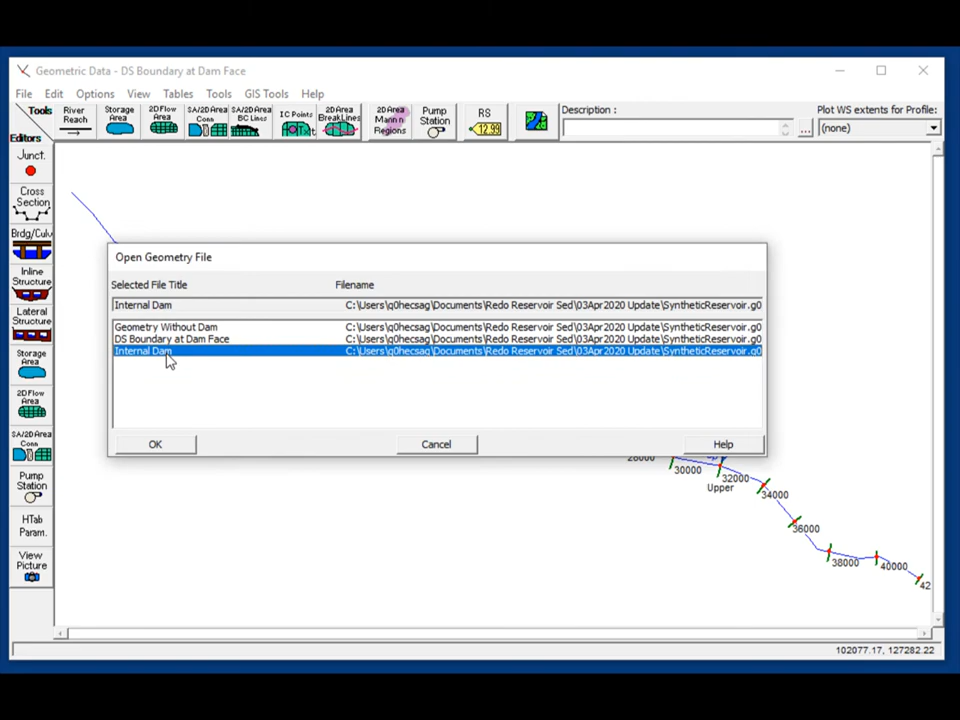 Geometric Data - DS Boundary at Dam Face
File Edit Options View Tables Tools GIS Tools Help
Tools
Editors
River
Reach
Storage
Area
2D Flow
Area
SA/2D Area
Conn
SA/2D Area
BC Lines
IC Points
2D Area
BreakLines
2D Area
Mann n
Regions
Pump
Station
RS
Description :
Plot WS extents for Profile:
(none)
...
Junct.
Cross
Section
Brdg/Culv
Inline
Structure
Lateral
Structure
Storage
Area
2D Flow
Area
SA/2D Area
Conn
Pump
Station
HTab
Param.
View
Picture
Open Geometry File
Selected File Title Filename
Internal Dam C:\Users\q0hecsag\Documents\Redo Reservoir Sed\03Apr2020 Update\SyntheticReservoir.g0
Geometry Without Dam C:\Users\q0hecsag\Documents\Redo Reservoir Sed\03Apr2020 Update\SyntheticReservoir.g0
DS Boundary at Dam Face C:\Users\q0hecsag\Documents\Redo Reservoir Sed\03Apr2020 Update\SyntheticReservoir.g0
Internal Dam C:\Users\q0hecsag\Documents\Redo Reservoir Sed\03Apr2020 Update\SyntheticReservoir.g0
OK Cancel Help
28000
30000
32000
Upper
34000
36000
38000
40000
42
102077.17, 127282.22